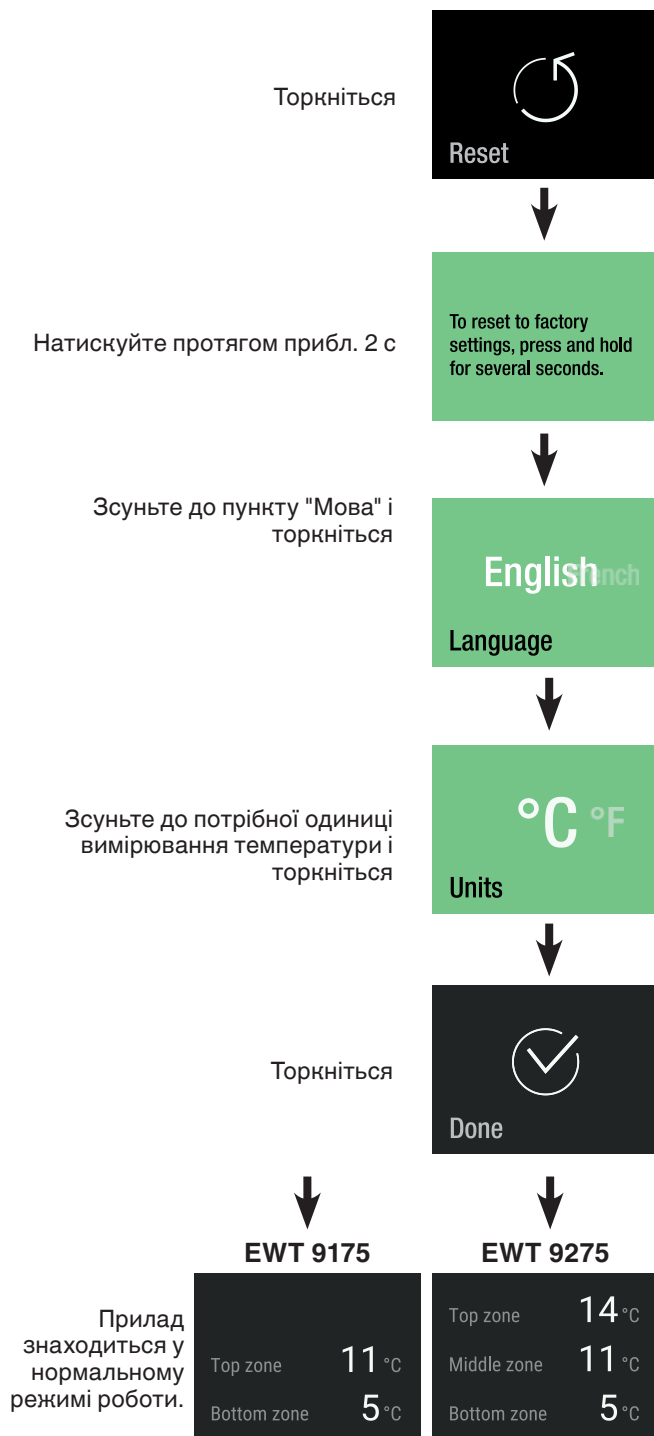 Торкніться
Reset
Натискуйте протягом прибл. 2 с
To reset to factory
settings, press and hold
for several seconds.
Зсуньте до пункту "Мова" і
торкніться
English French
Language
Зсуньте до потрібної одиниці
вимірювання температури і
торкніться
°C °F
Units
Торкніться
Done
EWT 9175
EWT 9275
Прилад
знаходиться у
нормальному
режимі роботи.
Top zone 11 °C
Bottom zone 5 °C
Top zone 14 °C
Middle zone 11 °C
Bottom zone 5 °C